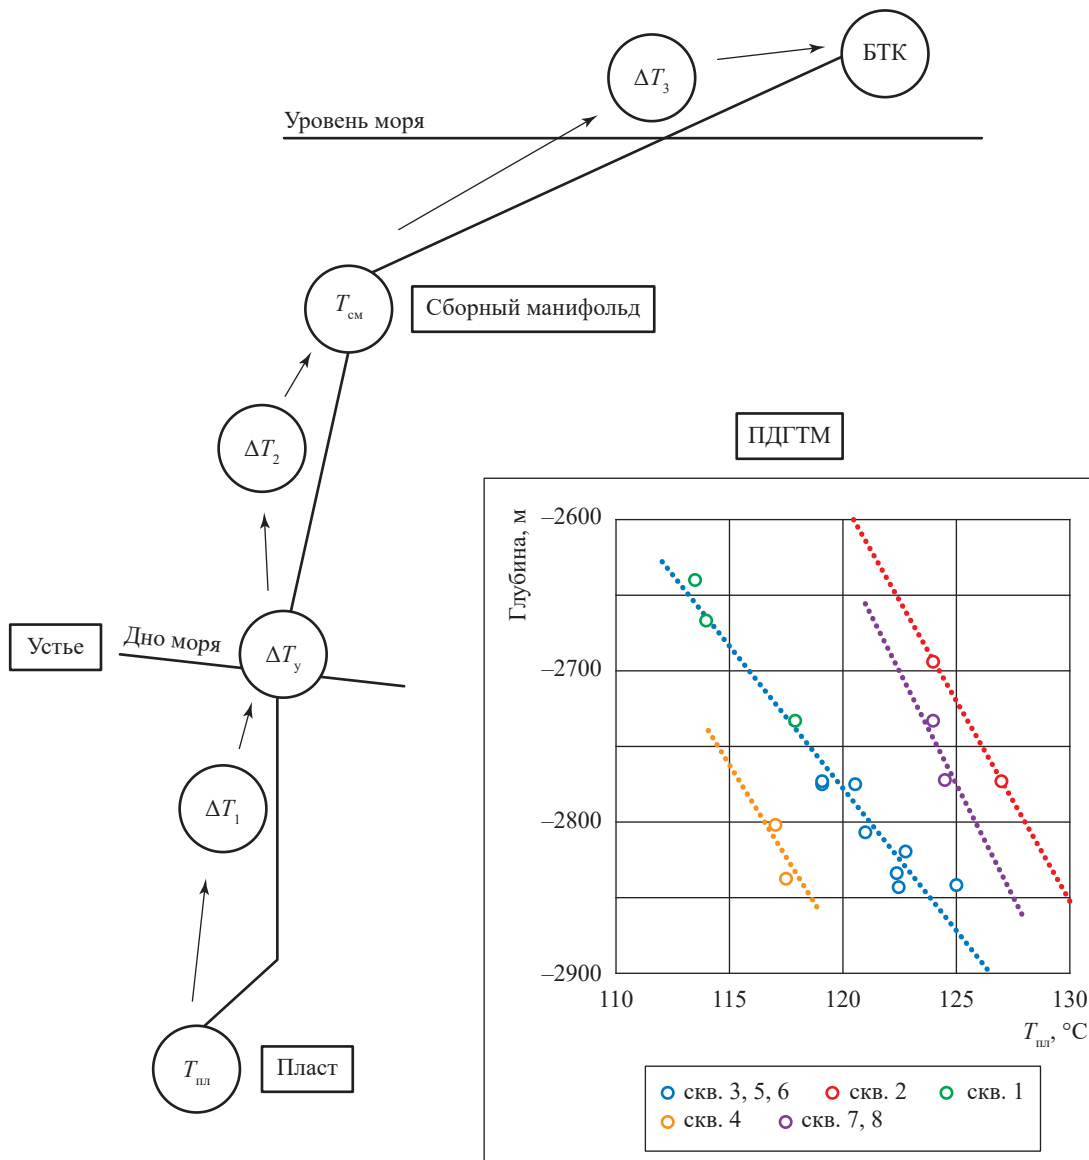 БТК
ΔT3
Уровень моря
Tсм
Сборный манифольд
ΔT2
Устье
Дно моря
ΔTу
ΔT1
Tпл
Пласт
ПДГТМ
Глубина, м
–2600
–2700
–2800
–2900
110 115 120 125 130
Tпл, °C
скв. 3, 5, 6 скв. 2 скв. 1
скв. 4 скв. 7, 8